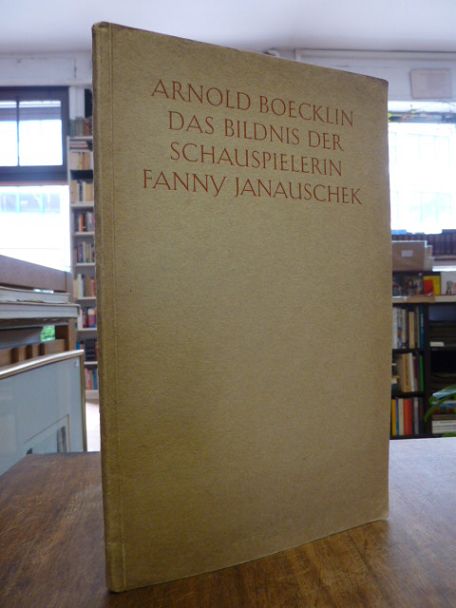 ARNOLD BOECKLIN
DAS BILDNIS DER
SCHAUSPIELERIN
FANNY JANAUSCHEK